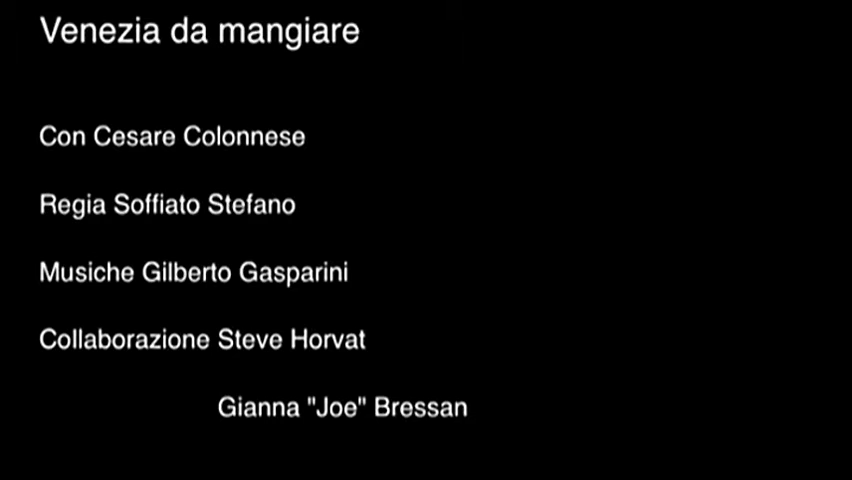 Venezia da mangiare
Con Cesare Colonnese
Regia Soffiato Stefano
Musiche Gilberto Gasparini
Collaborazione Steve Horvat
Gianna "Joe" Bressan